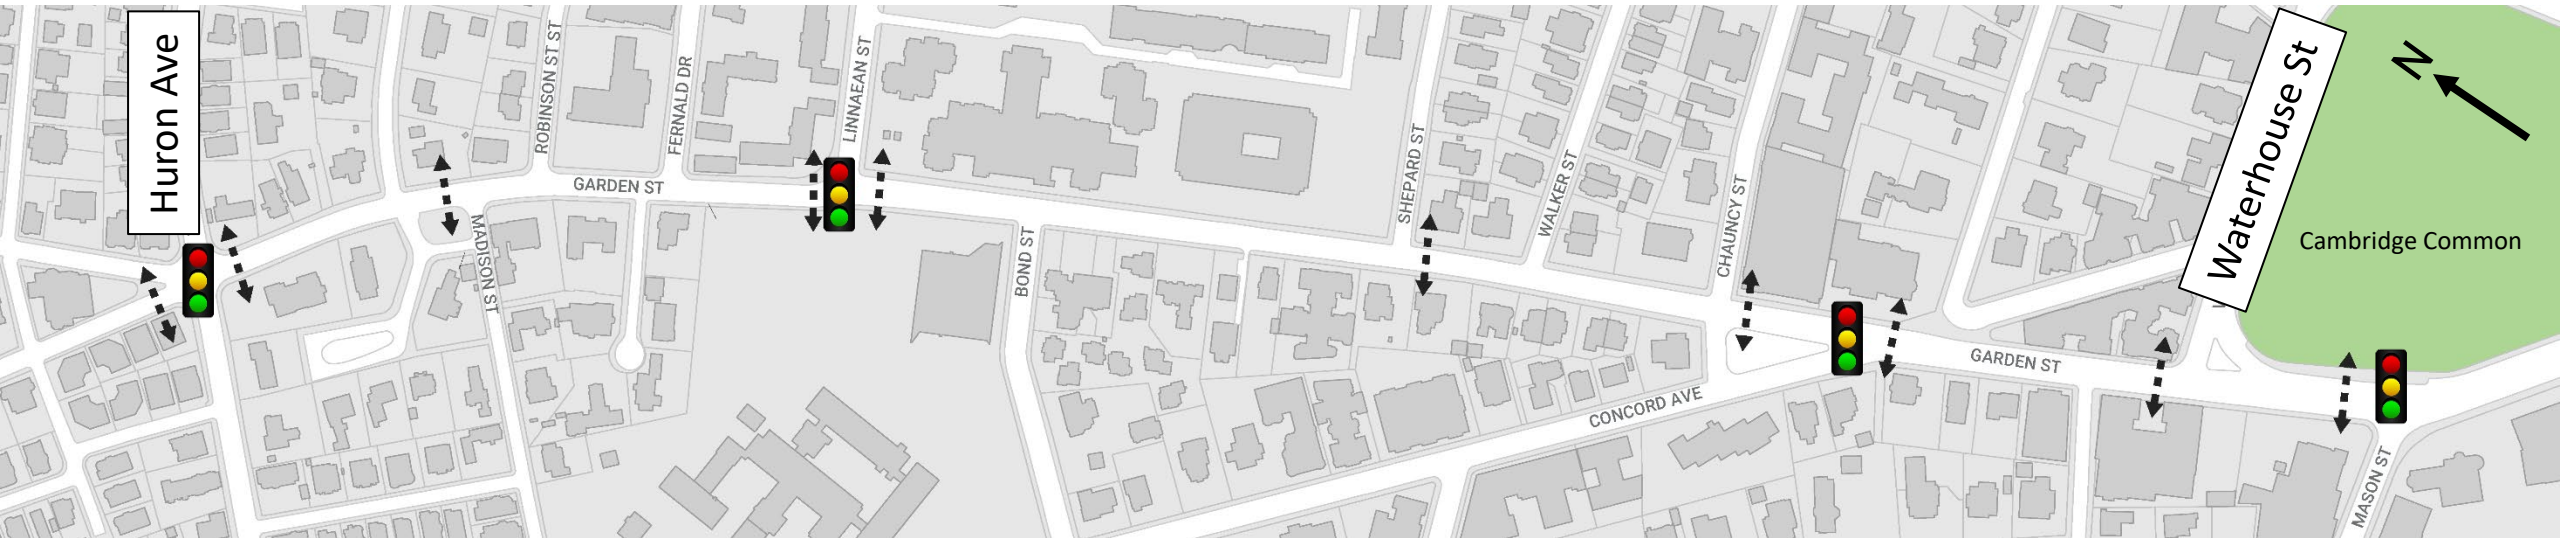 Huron Ave
ROBINSON ST ST
FERNALD DR
LINNAEAN ST
GARDEN ST
MADISON ST
BOND ST
SHEPARD ST
WALKER ST
CHAUNCY ST
CONCORD AVE
GARDEN ST
Waterhouse St
N
Cambridge Common
MASON ST